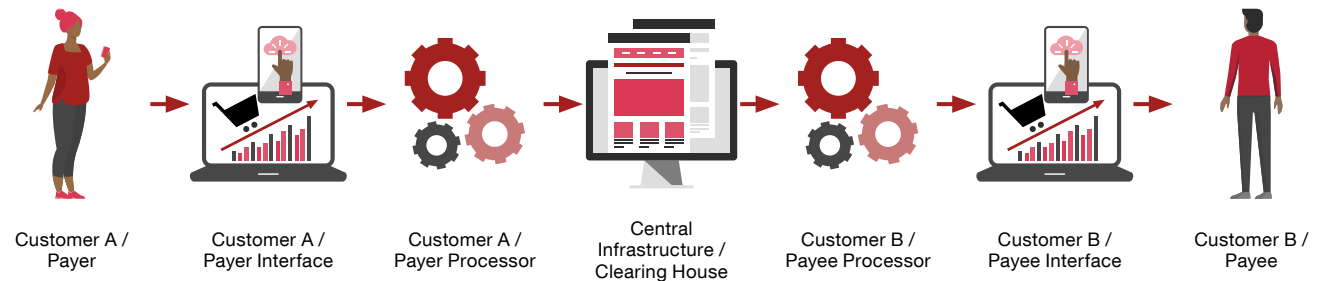 Customer A /
Payer
Customer A /
Payer Interface
Customer A /
Payer Processor
Central
Infrastructure /
Clearing House
Customer B /
Payee Processor
Customer B /
Payee Interface
Customer B /
Payee